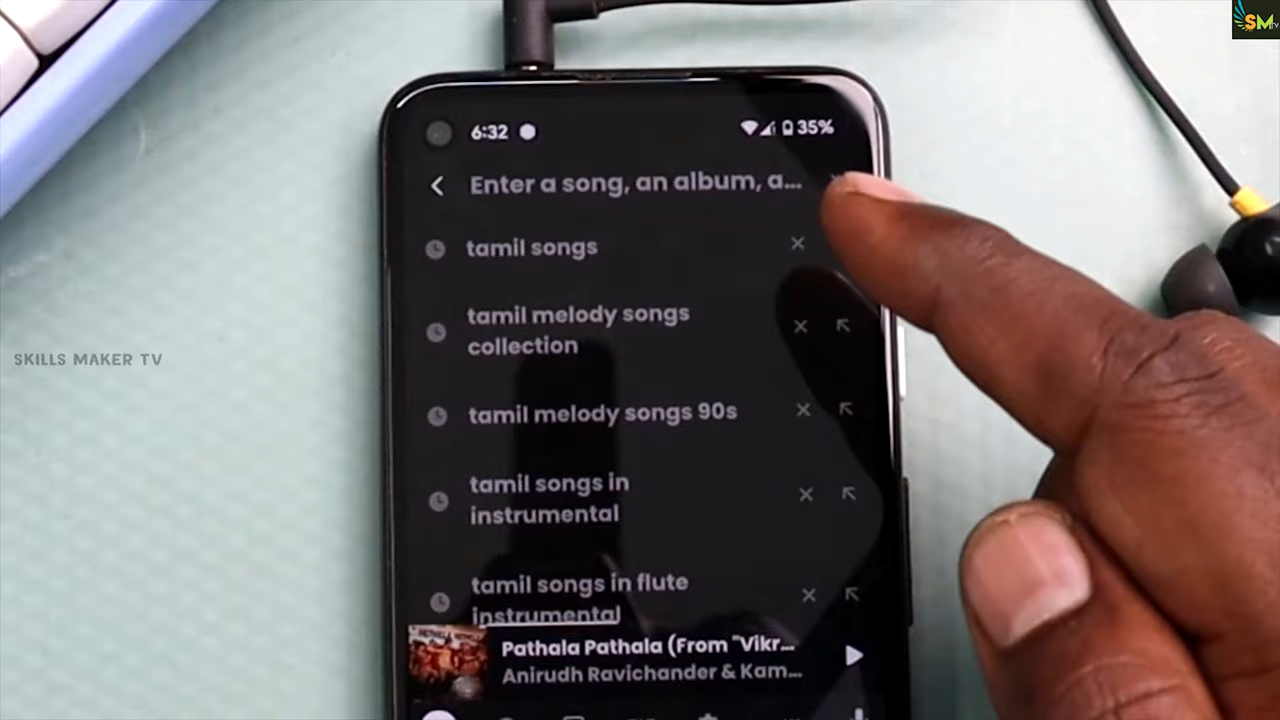 SM TV
6:32
35%
Enter a song, an album, a...
tamil songs
tamil melody songs
collection
tamil melody songs 90s
tamil songs in
instrumental
tamil songs in flute
instrumental
Pathala Pathala (From "Vikr...
Anirudh Ravichander & Kam...
SKILLS MAKER TV